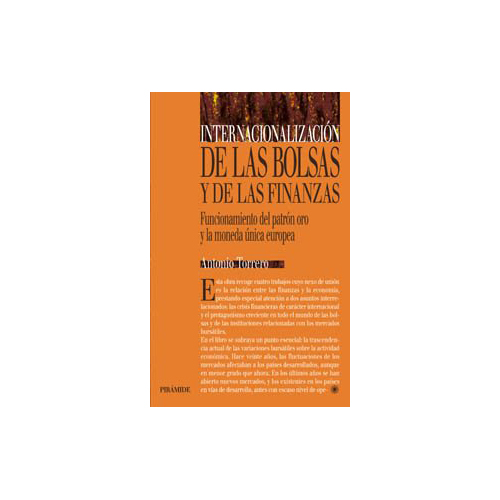 INTERNACIONALIZACIÓN
DE LAS BOLSAS
Y DE LAS FINANZAS
Funcionamiento del patrón oro
y la moneda única europea
Antonio Torrero
Esta obra recoge cuatro trabajos cuyo nexo de unión
es la relación entre las finanzas y la economía,
prestando especial atención a dos asuntos interre-
lacionados: las crisis financieras de carácter internacional
y el protagonismo creciente en todo el mundo de las bol-
sas y de las instituciones relacionadas con los mercados
bursátiles.
En el libro se subraya un punto esencial: la trascenden-
cia actual de las variaciones bursátiles sobre la actividad
económica. Hace veinte años, las fluctuaciones de los
mercados afectaban a los países desarrollados, aunque
en menor grado que ahora. En los últimos años se han
abierto nuevos mercados, y los existentes en los países
en vías de desarrollo, antes con escaso nivel de ope-
PIRÁMIDE